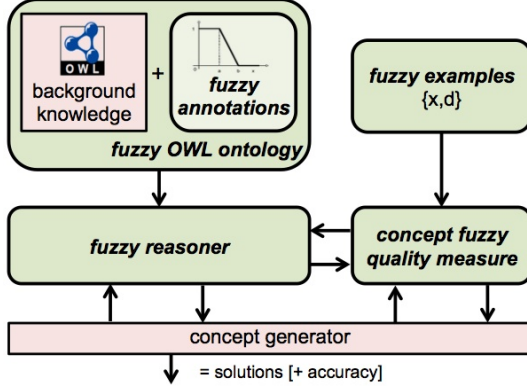 OWL
background
knowledge
+
fuzzy
annotations
fuzzy OWL ontology
fuzzy examples
{x,d}
fuzzy reasoner
concept fuzzy
quality measure
concept generator
= solutions [+ accuracy]